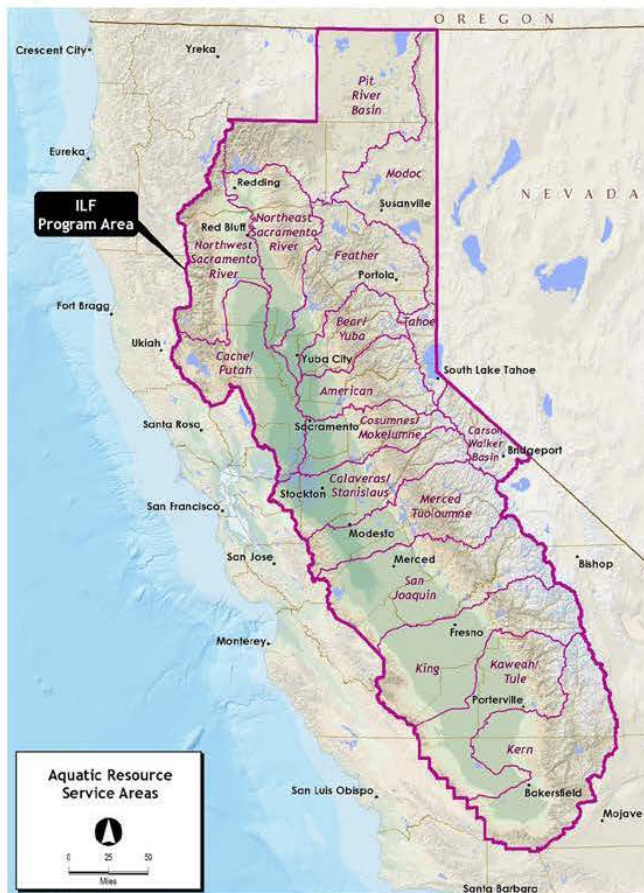 OREGON
Crescent City
Yreka
Pit
River
Basin
Eureka
Modoc
Redding
NEVADA
Susanville
ILF
Program Area
Red Bluff
Northeast
Sacramento
River
Northwest
Sacramento
River
Feather
Portola
Fort Bragg
Bear/
Yuba
Tahoe
Ukiah
Cache/
Putah
Yuba City
South Lake Tahoe
American
Santa Rosa
Sacramento
Cosumnes/
Mokelumne
Carson
Walker
Basin
Bridgeport
Calaveras/
Stanislaus
Stockton
Merced
Tuoloumne
San Francisco
Modesto
San Jose
Merced
Bishop
San
Joaquin
Monterey
Fresno
King
Kaweah/
Tule
Porterville
Kern
Aquatic Resource
Service Areas
San Luis Obispo
Bakersfield
Mojave
0 25 50
Miles
Santa Barbara